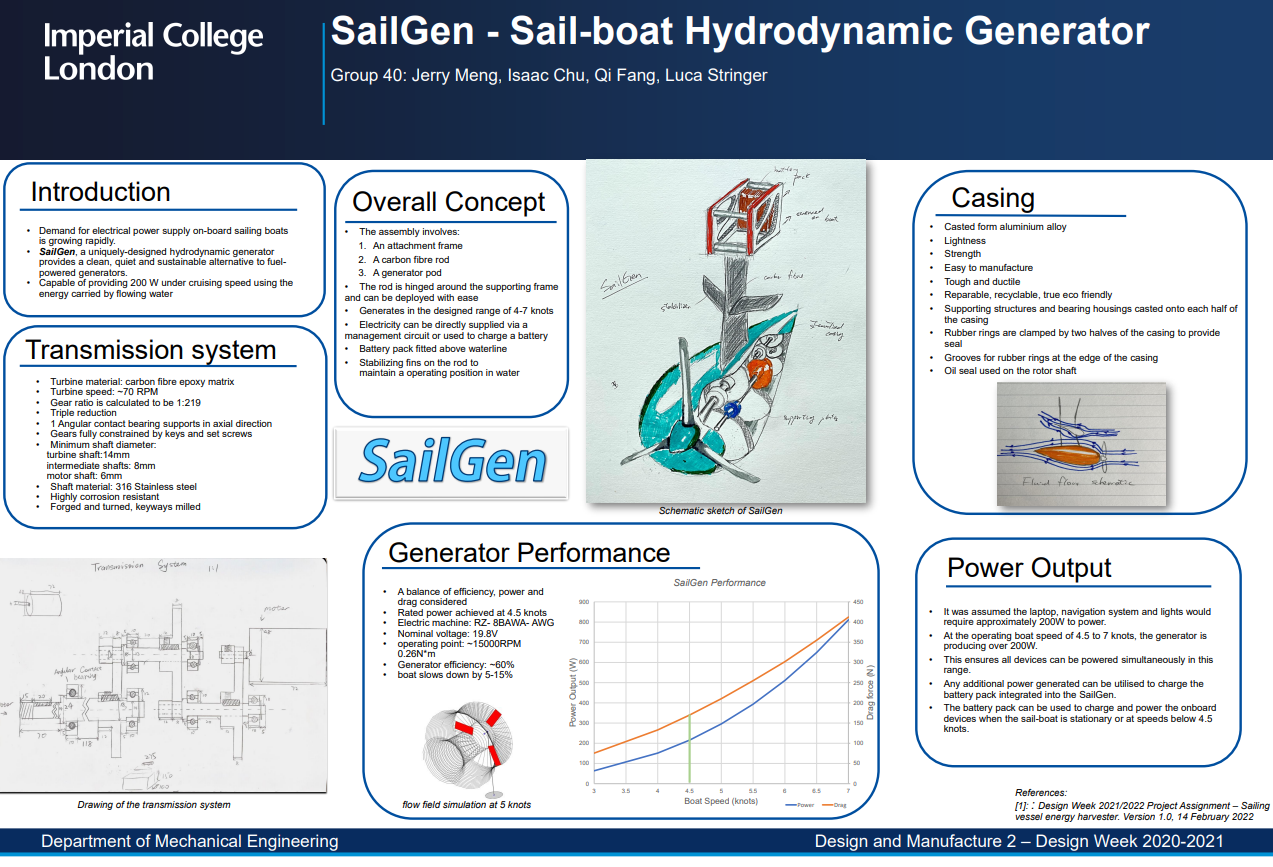 Imperial College
London
SailGen - Sail-boat Hydrodynamic Generator
Group 40: Jerry Meng, Isaac Chu, Qi Fang, Luca Stringer
Introduction
• Demand for electrical power supply on-board sailing boats
is growing rapidly.
• SailGen, a uniquely-designed hydrodynamic generator
provides a clean, quiet and sustainable alternative to fuel-
powered generators.
• Capable of providing 200 W under cruising speed using the
energy carried by flowing water
Transmission system
• Turbine material: carbon fibre epoxy matrix
• Turbine speed: ~70 RPM
• Gear ratio is calculated to be 1:219
• Triple reduction
• 1 Angular contact bearing supports in axial direction
• Gears fully constrained by keys and set screws
• Minimum shaft diameter:
turbine shaft:14mm
intermediate shafts: 8mm
motor shaft: 6mm
• Shaft material: 316 Stainless steel
• Highly corrosion resistant
• Forged and turned, keyways milled
Transmission System 1:1
motor
Angular Contact
bearing
Drawing of the transmission system
Overall Concept
• The assembly involves:
1. An attachment frame
2. A carbon fibre rod
3. A generator pod
• The rod is hinged around the supporting frame
and can be deployed with ease
• Generates in the designed range of 4-7 knots
• Electricity can be directly supplied via a
management circuit or used to charge a battery
• Battery pack fitted above waterline
• Stabilizing fins on the rod to
maintain a operating position in water
SailGen
battery
pack
SailGen
carbon fibre
stabilizer
casing
Schematic sketch of SailGen
Generator Performance
• A balance of efficiency, power and
drag considered
• Rated power achieved at 4.5 knots
• Electric machine: RZ- 8BAWA- AWG
• Nominal voltage: 19.8V
• operating point: ~15000RPM
0.26N*m
• Generator efficiency: ~60%
• boat slows down by 5-15%
flow field simulation at 5 knots
SailGen Performance
900
800
700
600
500
400
300
200
100
0
Power Output (W)
450
400
350
300
250
200
150
100
50
0
Drag force (N)
3 3.5 4 4.5 5 5.5 6 6.5 7
Boat Speed (knots)
Power Drag
Casing
• Casted form aluminium alloy
• Lightness
• Strength
• Easy to manufacture
• Tough and ductile
• Reparable, recyclable, true eco friendly
• Supporting structures and bearing housings casted onto each half of
the casing
• Rubber rings are clamped by two halves of the casing to provide
seal
• Grooves for rubber rings at the edge of the casing
• Oil seal used on the rotor shaft
Fluid flow schematic
Power Output
• It was assumed the laptop, navigation system and lights would
require approximately 200W to power.
• At the operating boat speed of 4.5 to 7 knots, the generator is
producing over 200W.
• This ensures all devices can be powered simultaneously in this
range.
• Any additional power generated can be utilised to charge the
battery pack integrated into the SailGen.
• The battery pack can be used to charge and power the onboard
devices when the sail-boat is stationary or at speeds below 4.5
knots.
References:
[1]: : Design Week 2021/2022 Project Assignment – Sailing
vessel energy harvester. Version 1.0, 14 February 2022
Department of Mechanical Engineering
Design and Manufacture 2 – Design Week 2020-2021